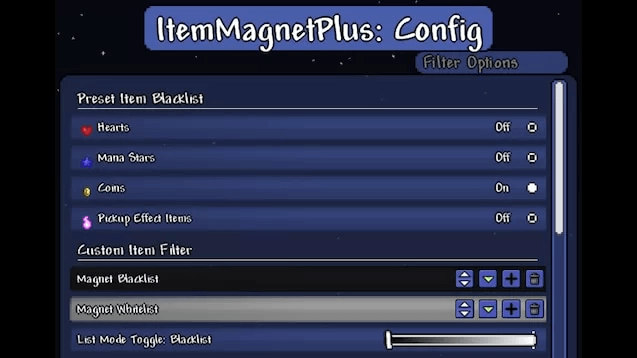 ItemMagnetPlus: Config
Filter Options
Preset Item Blacklist
Hearts Off
Mana Stars Off
Coins On
Pickup Effect Items Off
Custom Item Filter
Magnet Blacklist
Magnet Whitelist
List Mode Toggle: Blacklist